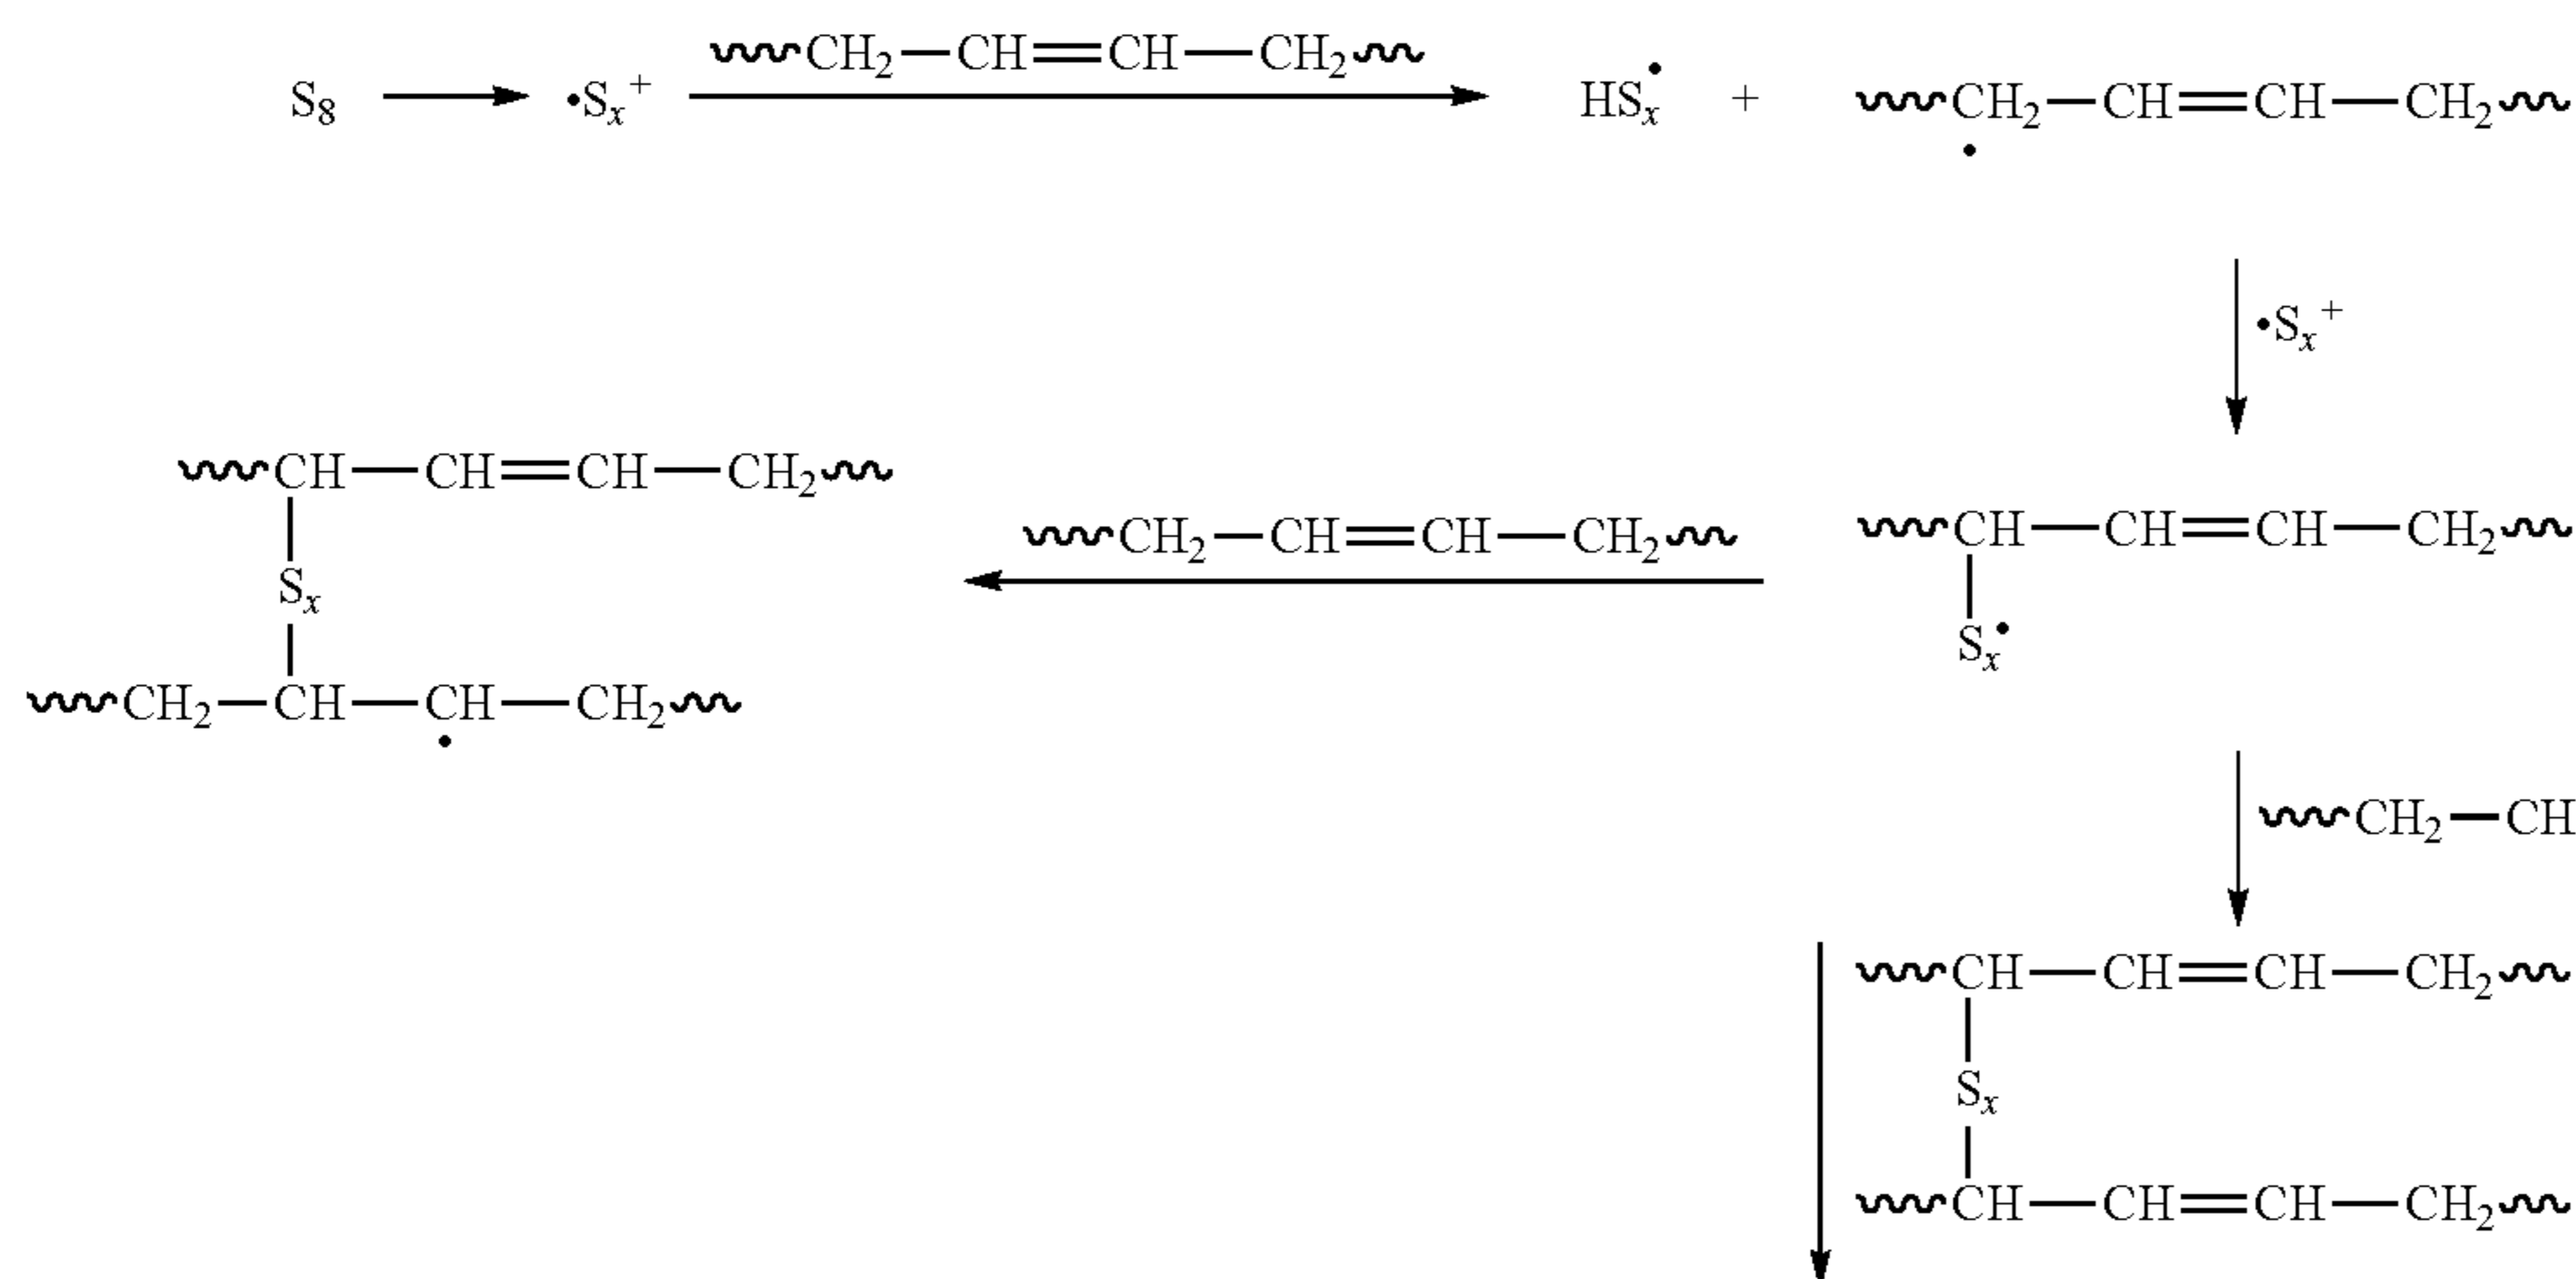 S₈ ⟶ •Sₓ⁺ CH₂—CH═CH—CH₂ HSₓ• + CH₂—CH═CH—CH₂
•
•Sₓ⁺
CH—CH═CH—CH₂
CH₂—CH═CH—CH₂
CH—CH═CH—CH₂
Sₓ
Sₓ•
CH₂—CH—CH—CH₂
•
CH₂—CH
CH—CH═CH—CH₂
Sₓ
CH—CH═CH—CH₂